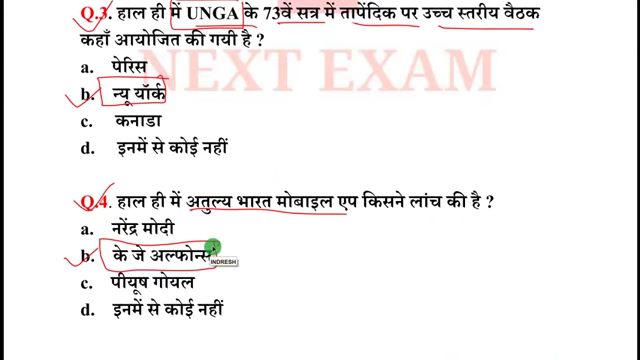 Q.3. हाल ही में UNGA के 73वें सत्र में तापेंदिक पर उच्च स्तरीय वैठक
कहाँ आयोजित की गयी है ?
NEXT EXAM
a. पेरिस
b. न्यू यॉर्क
c. कनाडा
d. इनमें से कोई नहीं
Q.4. हाल ही में अतुल्य भारत मोबाइल एप किसने लांच की है ?
a. नरेंद्र मोदी
b. के जे अल्फोन्स
INDRESH
c. पीयूष गोयल
d. इनमें से कोई नहीं